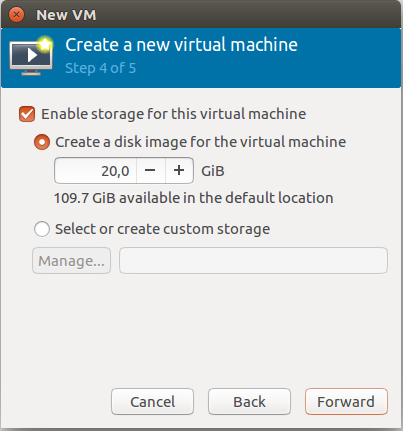 New VM
Create a new virtual machine
Step 4 of 5
Enable storage for this virtual machine
Create a disk image for the virtual machine
20,0 − + GiB
109.7 GiB available in the default location
Select or create custom storage
Manage...
Cancel Back Forward